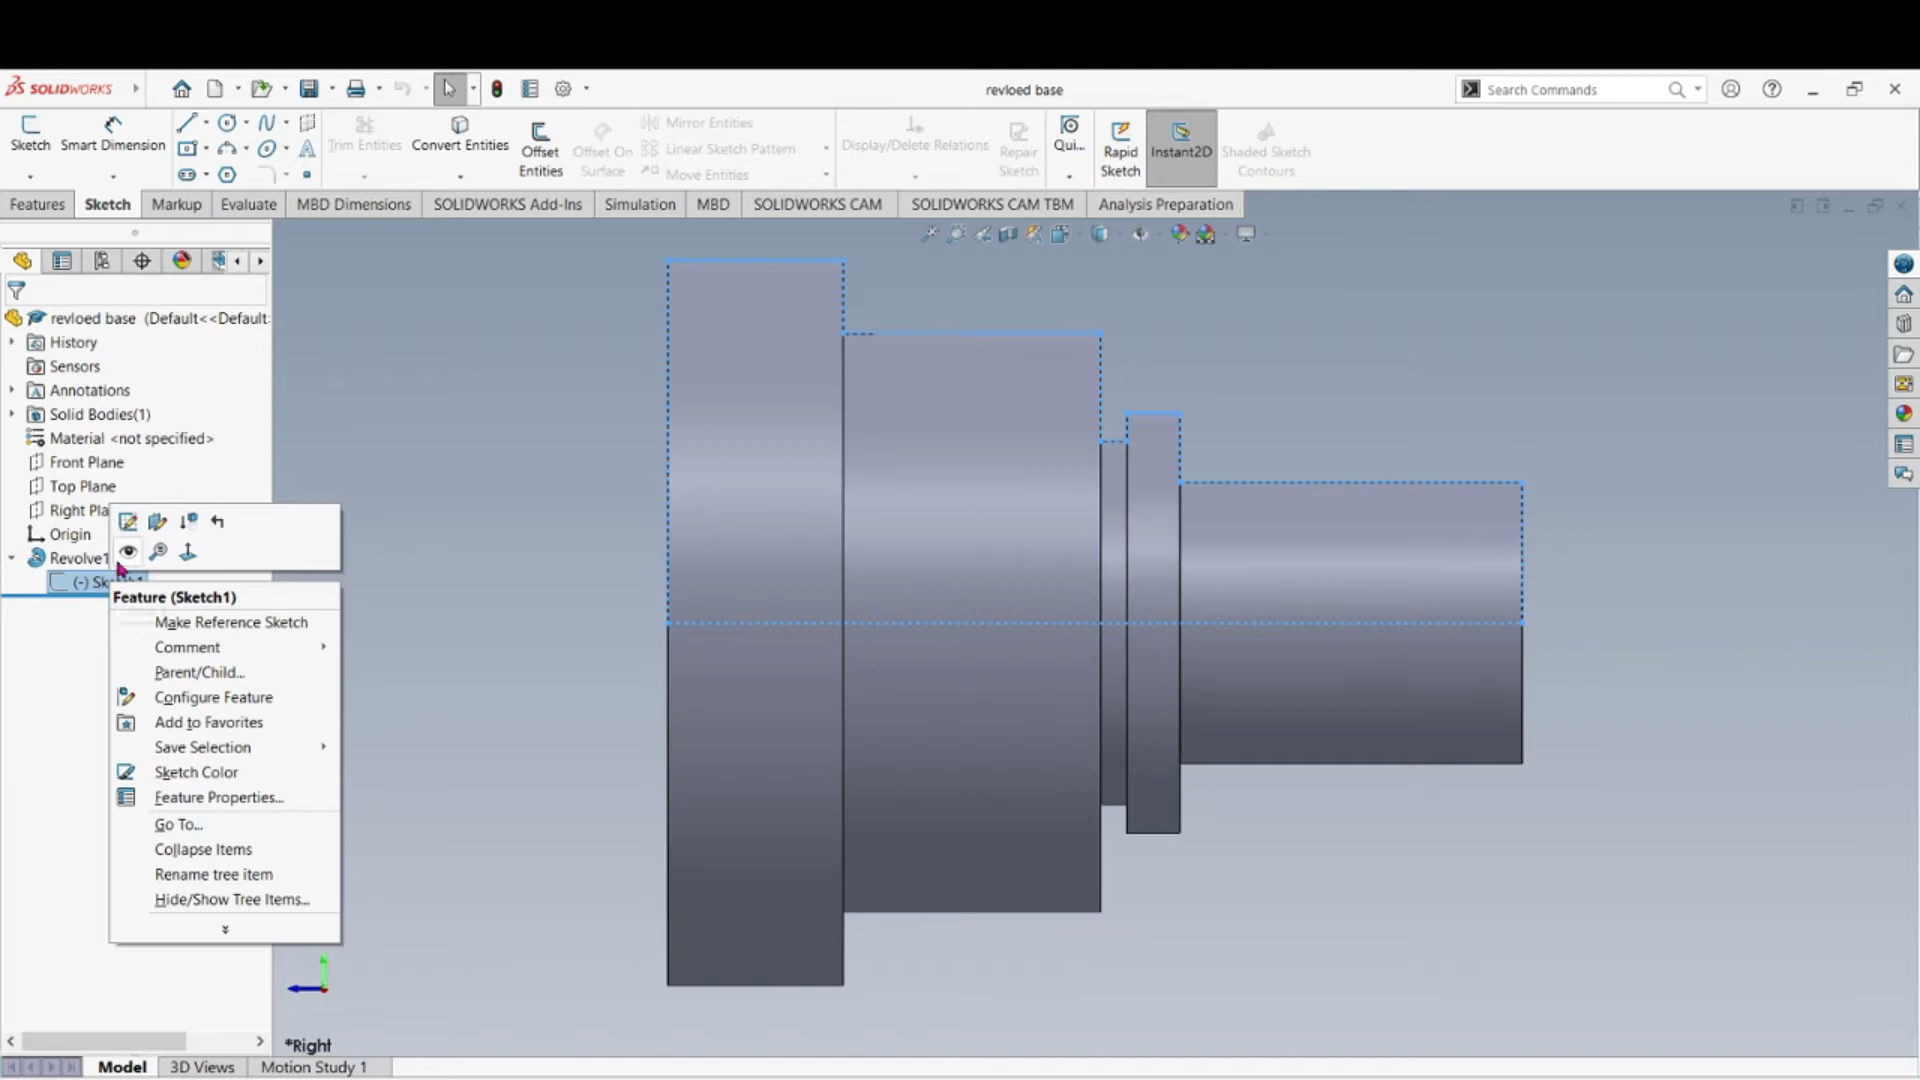 SOLIDWORKS
revloed base
Search Commands
Sketch
Smart Dimension
Trim Entities
Convert Entities
Offset Entities
Offset On Surface
Mirror Entities
Linear Sketch Pattern
Move Entities
Display/Delete Relations
Repair Sketch
Qui...
Rapid Sketch
Instant2D
Shaded Sketch Contours
Features
Sketch
Markup
Evaluate
MBD Dimensions
SOLIDWORKS Add-Ins
Simulation
MBD
SOLIDWORKS CAM
SOLIDWORKS CAM TBM
Analysis Preparation
revloed base (Default<<Default:
History
Sensors
Annotations
Solid Bodies(1)
Material <not specified>
Front Plane
Top Plane
Right Pla
Origin
Revolve1
(-) Sketch1
Feature (Sketch1)
Make Reference Sketch
Comment
Parent/Child...
Configure Feature
Add to Favorites
Save Selection
Sketch Color
Feature Properties...
Go To...
Collapse Items
Rename tree item
Hide/Show Tree Items...
*Right
Model
3D Views
Motion Study 1